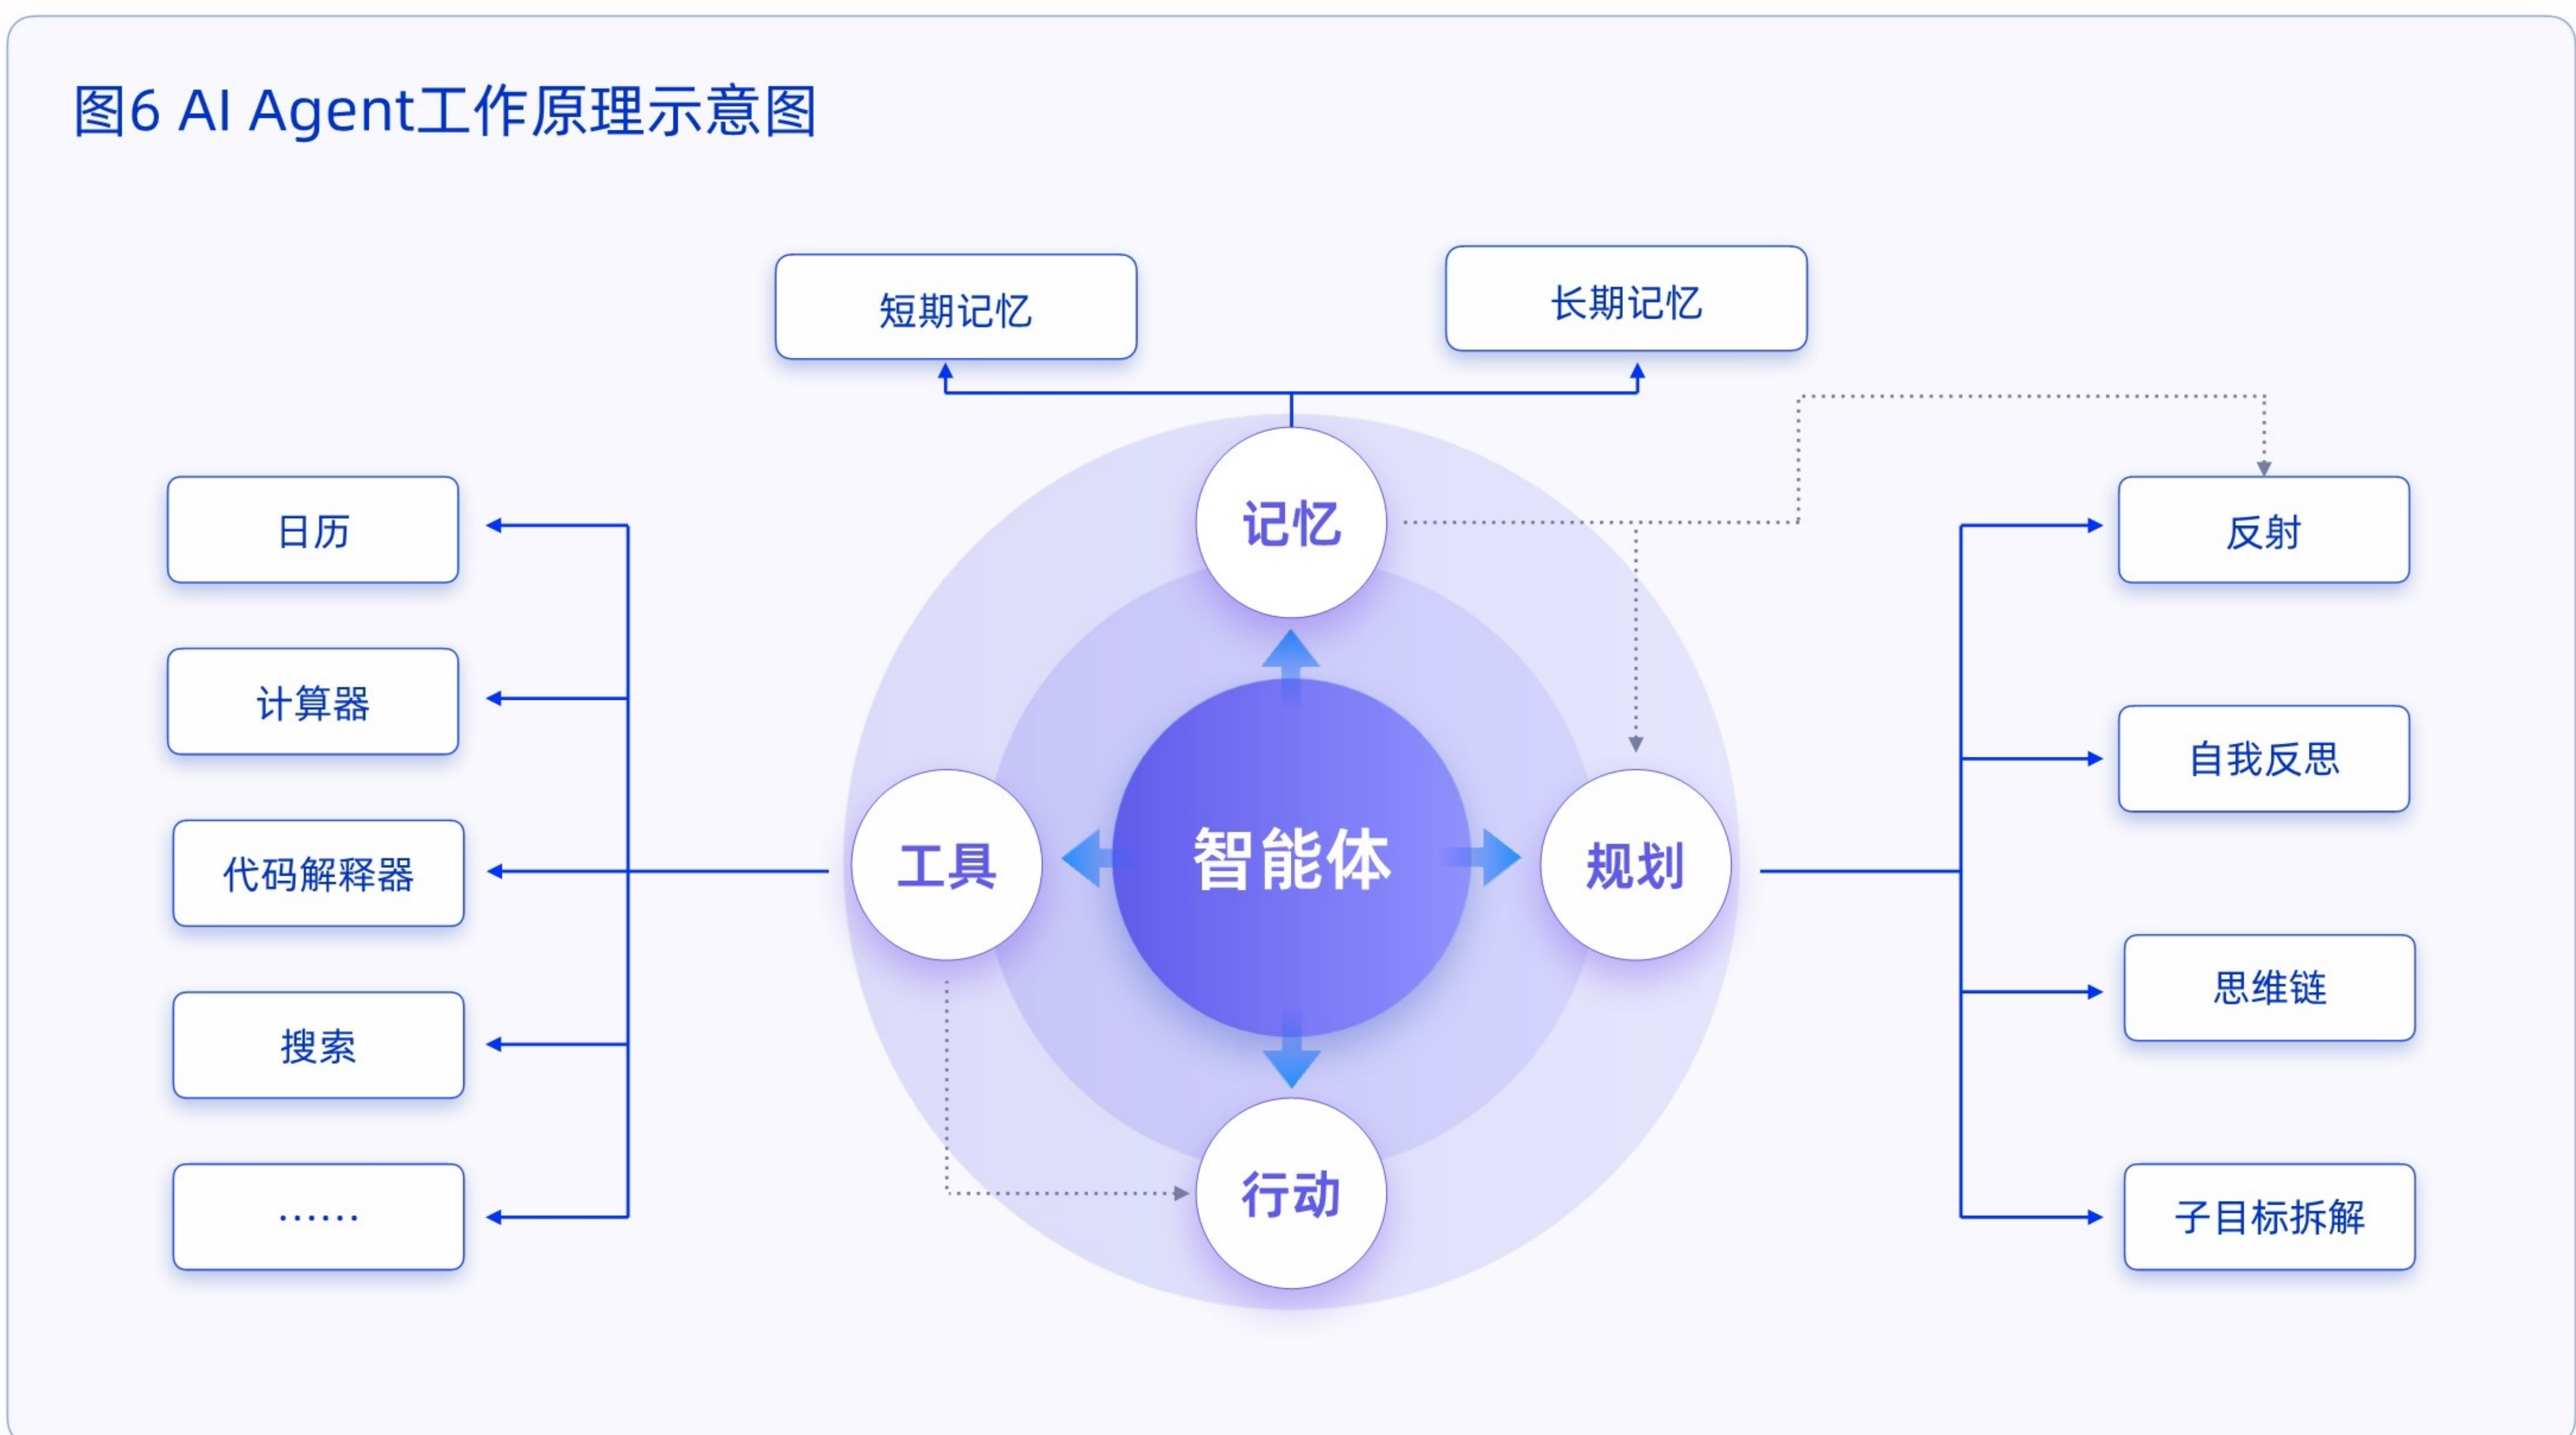 图6 AI Agent工作原理示意图
短期记忆
长期记忆
记忆
日历
反射
计算器
自我反思
工具
智能体
规划
代码解释器
思维链
搜索
行动
子目标拆解
······